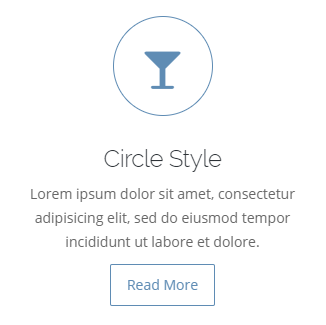 Circle Style
Lorem ipsum dolor sit amet, consectetur
adipisicing elit, sed do eiusmod tempor
incididunt ut labore et dolore.
Read More